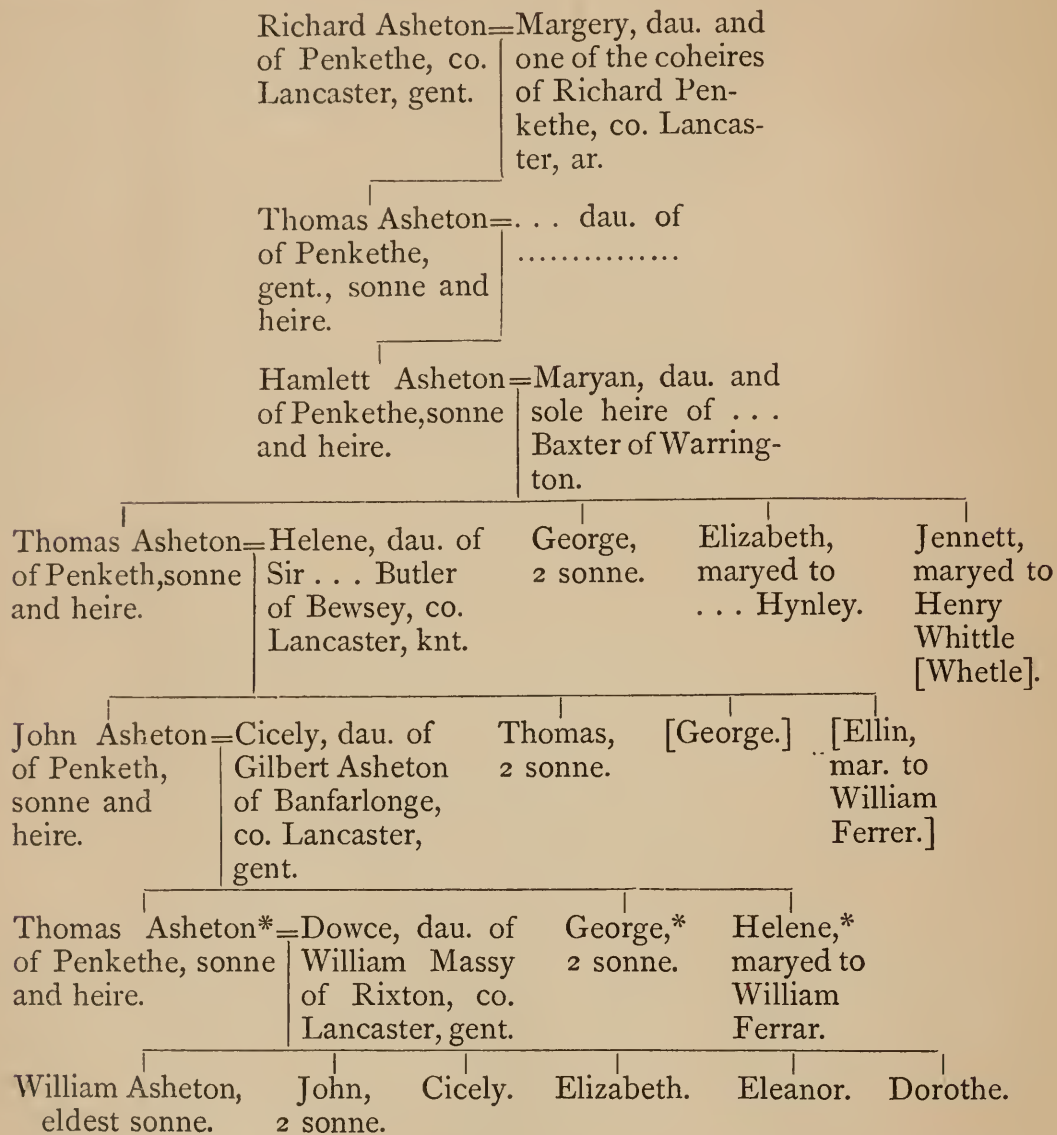 Richard Asheton=Margery, dau. and
of Penkethe, co. one of the coheires
Lancaster, gent. of Richard Pen-
kethe, co. Lancas-
ter, ar.
Thomas Asheton=. . . dau. of
of Penkethe, ...............
gent., sonne and
heire.
Hamlett Asheton=Maryan, dau. and
of Penkethe,sonne sole heire of . . .
and heire. Baxter of Warring-
ton.
Thomas Asheton=Helene, dau. of George, Elizabeth, Jennett,
of Penketh,sonne Sir . . . Butler 2 sonne. maryed to maryed to
and heire. of Bewsey, co. . . . Hynley. Henry
Lancaster, knt. Whittle
[Whetle].
John Asheton=Cicely, dau. of Thomas, [George.] [Ellin,
of Penketh, Gilbert Asheton 2 sonne. mar. to
sonne and of Banfarlonge, William
heire. co. Lancaster, Ferrer.]
gent.
Thomas Asheton*=Dowce, dau. of George,* Helene,*
of Penkethe, sonne William Massy 2 sonne. maryed to
and heire. of Rixton, co. William
Lancaster, gent. Ferrar.
William Asheton, John, Cicely. Elizabeth. Eleanor. Dorothe.
eldest sonne. 2 sonne.